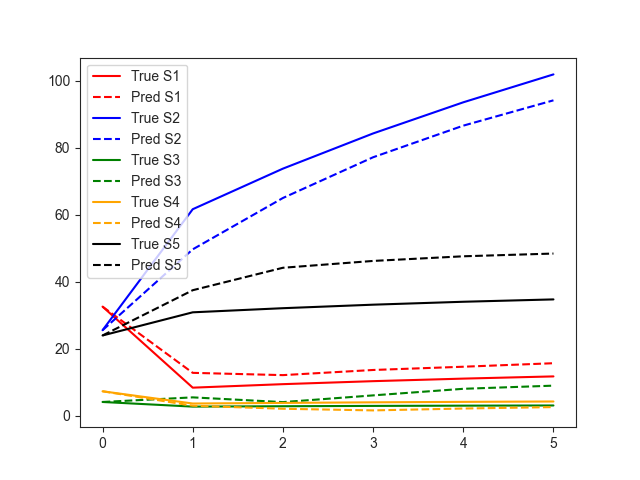 True S1
Pred S1
True S2
Pred S2
True S3
Pred S3
True S4
Pred S4
True S5
Pred S5
100
80
60
40
20
0
0 1 2 3 4 5